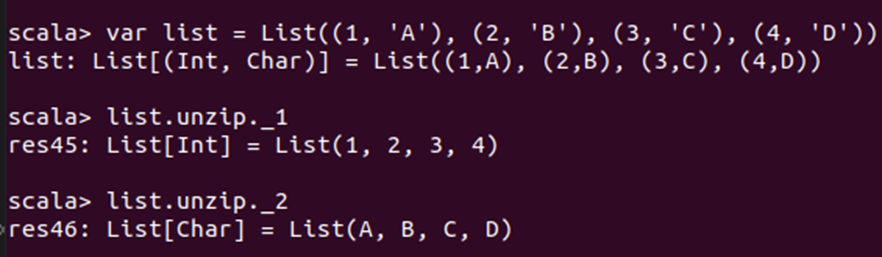 scala> var list = List((1, 'A'), (2, 'B'), (3, 'C'), (4, 'D'))
list: List[(Int, Char)] = List((1,A), (2,B), (3,C), (4,D))
scala> list.unzip._1
res45: List[Int] = List(1, 2, 3, 4)
scala> list.unzip._2
res46: List[Char] = List(A, B, C, D)